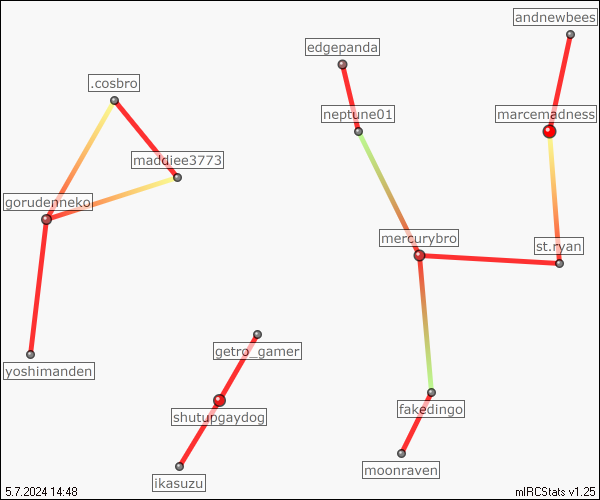 andnewbees
edgepanda
.cosbro
neptune01
marcemadness
maddiee3773
gorudenneko
mercurybro
st.ryan
getro_gamer
yoshimanden
fakedingo
shutupgaydog
moonraven
ikasuzu
5.7.2024 14:48
mIRCStats v1.25